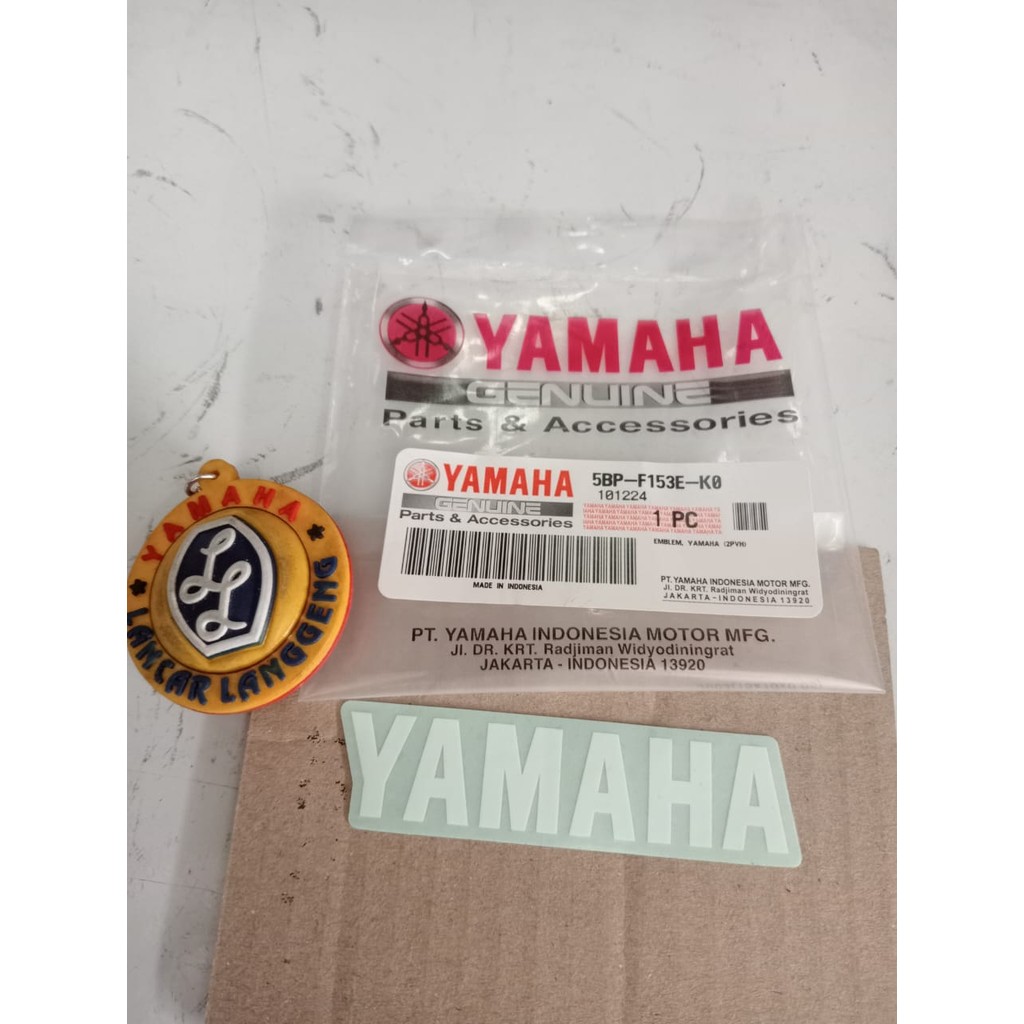 YAMAHA
GENUINE
Parts & Accessories
YAMAHA 5BP-F153E-K0
GENUINE 101224
Parts & Accessories 1 PC
EMBLEM, YAMAHA (2PVH)
MADE IN INDONESIA
PT. YAMAHA INDONESIA MOTOR MFG.
Jl. DR. KRT. Radjiman Widyodiningrat
JAKARTA - INDONESIA 13920
PT. YAMAHA INDONESIA MOTOR MFG.
Jl. DR. KRT. Radjiman Widyodiningrat
JAKARTA - INDONESIA 13920
YAMAHA
LLL
LANCAR LANGGENG
YAMAHA